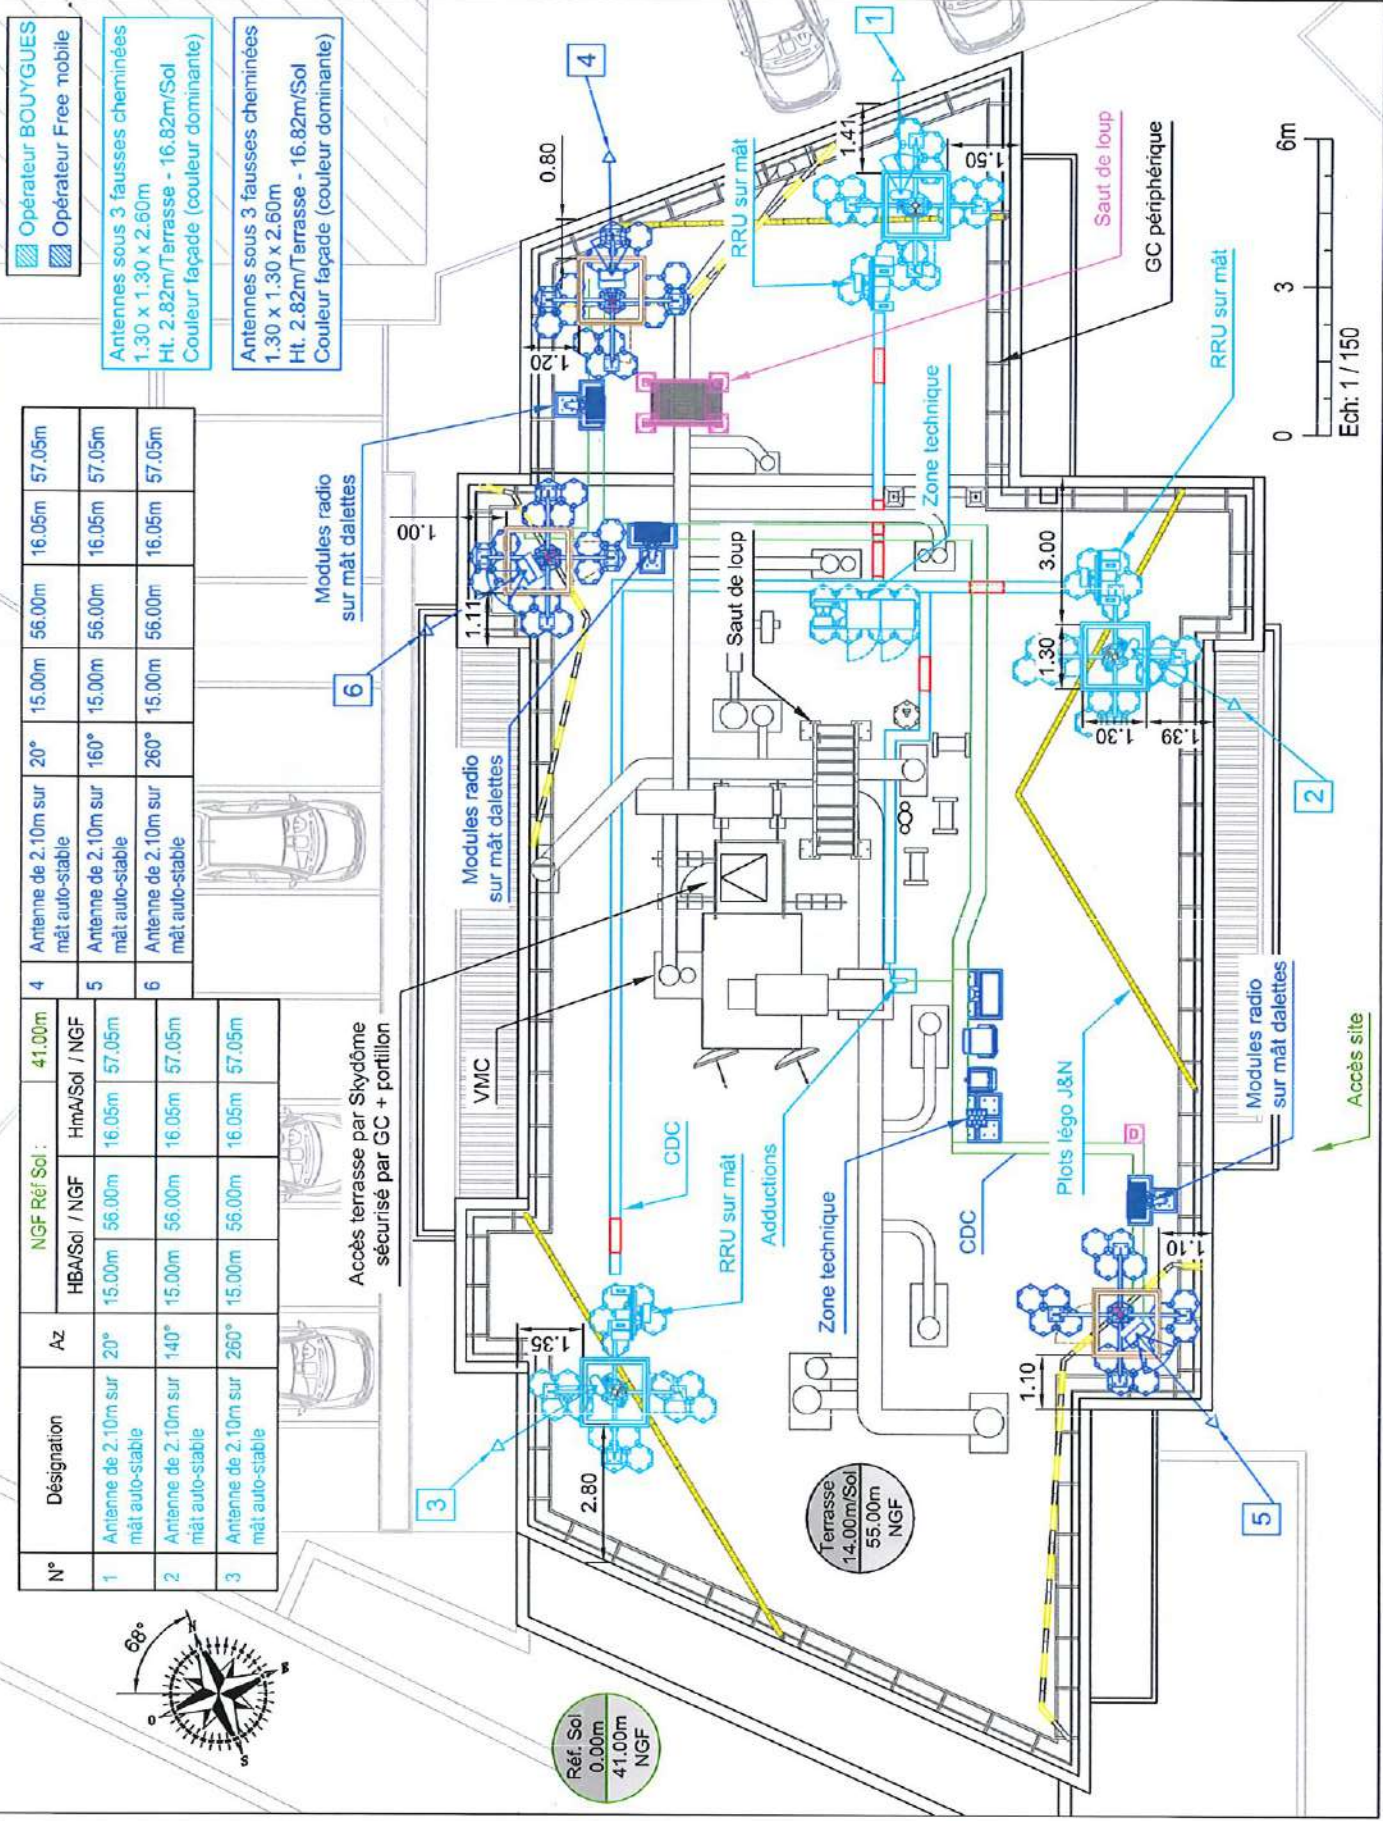 N°
Désignation
Az
NGF Réf Sol :
41.00m
HBA/Sol / NGF
HmA/Sol / NGF
1
Antenne de 2.10m sur
mât auto-stable
20°
15.00m
56.00m
16.05m
57.05m
2
Antenne de 2.10m sur
mât auto-stable
140°
15.00m
56.00m
16.05m
57.05m
3
Antenne de 2.10m sur
mât auto-stable
260°
15.00m
56.00m
16.05m
57.05m
4
Antenne de 2.10m sur
mât auto-stable
20°
15.00m
56.00m
16.05m
57.05m
5
Antenne de 2.10m sur
mât auto-stable
160°
15.00m
56.00m
16.05m
57.05m
6
Antenne de 2.10m sur
mât auto-stable
260°
15.00m
56.00m
16.05m
57.05m
Opérateur BOUYGUES
Opérateur Free mobile
Antennes sous 3 fausses cheminées
1.30 x 1.30 x 2.60m
Ht. 2.82m/Terrasse - 16.82m/Sol
Couleur façade (couleur dominante)
Antennes sous 3 fausses cheminées
1.30 x 1.30 x 2.60m
Ht. 2.82m/Terrasse - 16.82m/Sol
Couleur façade (couleur dominante)
68°
N
O
S
E
Accès terrasse par Skydôme
sécurisé par GC + portillon
VMC
Modules radio
sur mât dalettes
6
Modules radio
sur mât dalettes
1.00
1.11
1.20
0.80
4
1
3
1.35
2.80
CDC
RRU sur mât
Adductions
Zone technique
CDC
Saut de loup
Zone technique
RRU sur mât
1.41
1.50
Saut de loup
GC périphérique
RRU sur mât
3.00
1.30
1.30
1.39
2
Plots légo J&N
D
Modules radio
sur mât dalettes
1.10
1.10
5
Réf. Sol
0.00m
41.00m
NGF
Terrasse
14.00m/Sol
55.00m
NGF
Accès site
0
3
6m
Ech: 1 / 150